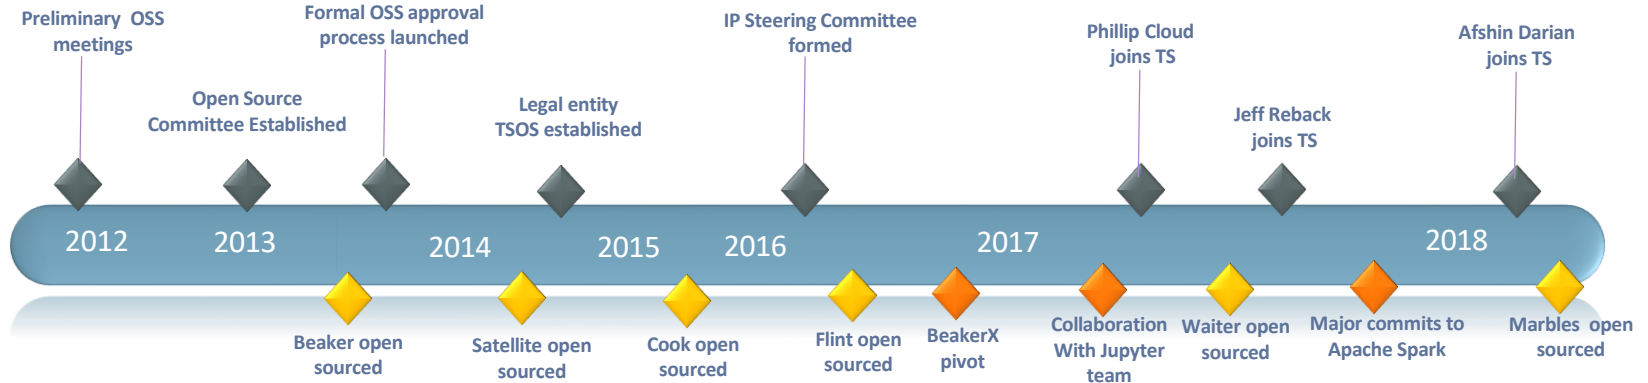 Preliminary OSS
meetings
Open Source
Committee Established
Formal OSS approval
process launched
Legal entity
TSOS established
IP Steering Committee
formed
Phillip Cloud
joins TS
Jeff Reback
joins TS
Afshin Darian
joins TS
2012
2013
2014
2015
2016
2017
2018
Beaker open
sourced
Satellite open
sourced
Cook open
sourced
Flint open
sourced
BeakerX
pivot
Collaboration
With Jupyter
team
Waiter open
sourced
Major commits to
Apache Spark
Marbles open
sourced